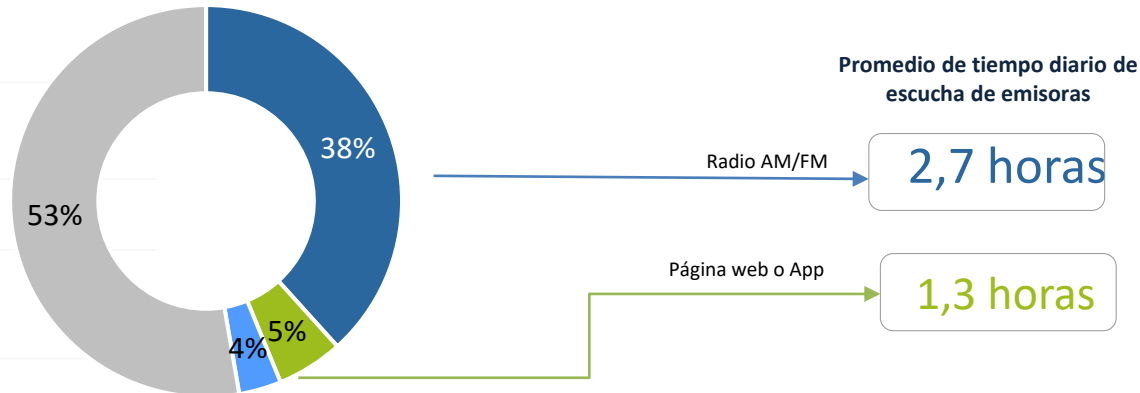 Promedio de tiempo diario de
escucha de emisoras
38%
Radio AM/FM
2,7 horas
53%
Página web o App
1,3 horas
5%
4%